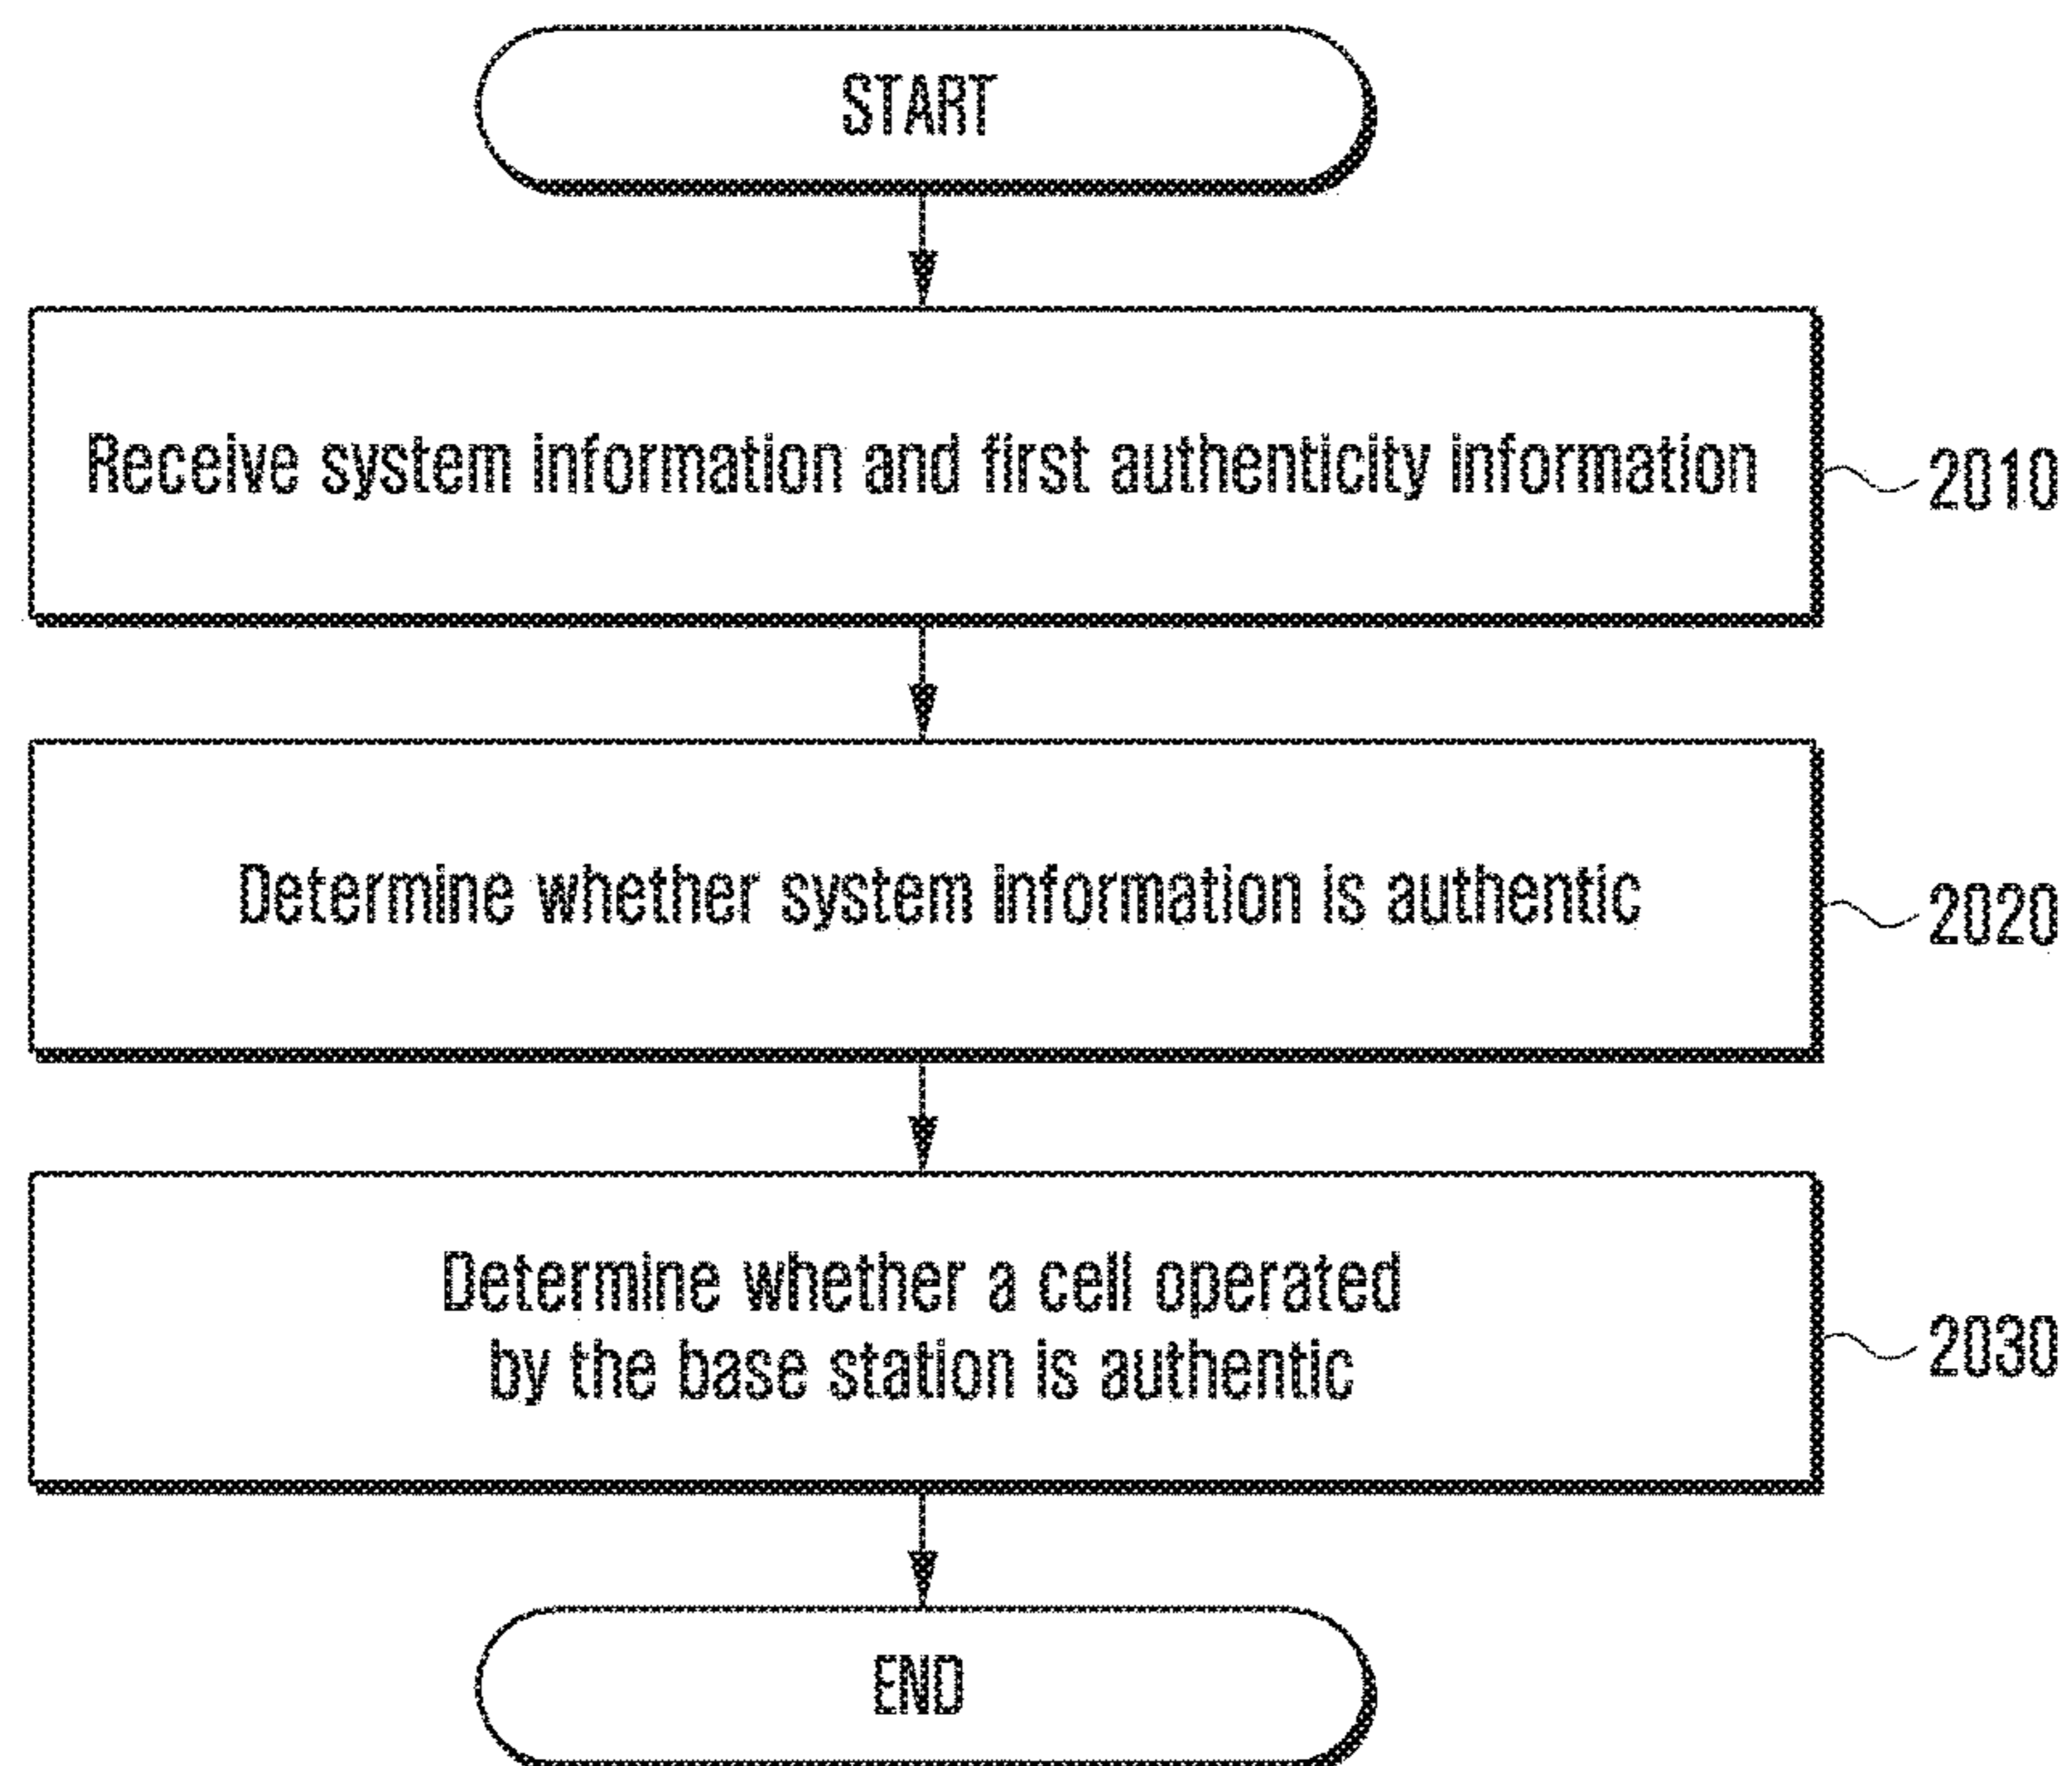 START
Receive system information and first authenticity information
2010
Determine whether system information is authentic
2020
Determine whether a cell operated
by the base station is authentic
2030
END